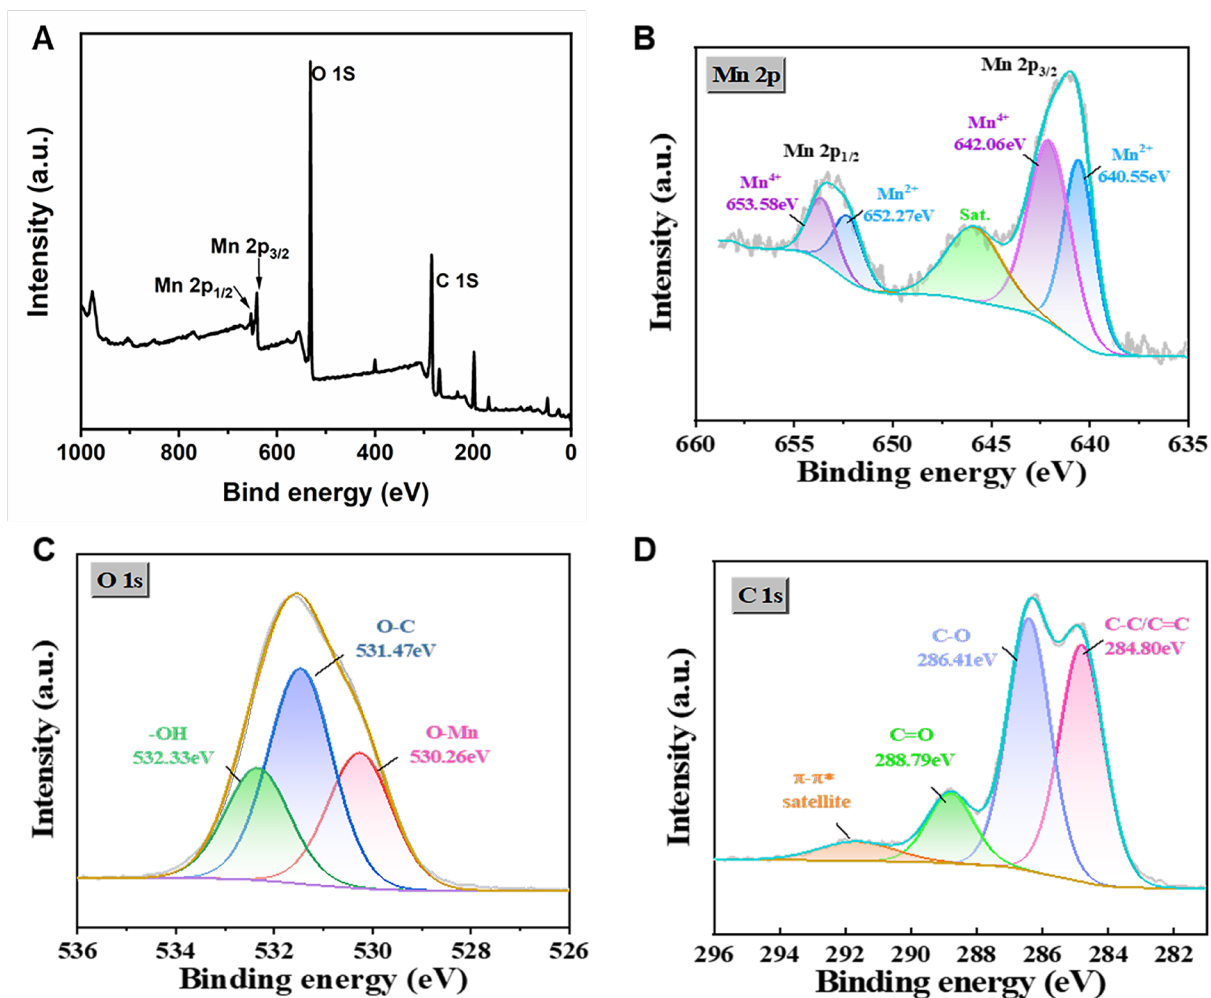 A
Intensity (a.u.)
O 1S
Mn 2p3/2
Mn 2p1/2
C 1S
1000 800 600 400 200 0
Bind energy (eV)
B
Intensity (a.u.)
Mn 2p
Mn 2p3/2
Mn4+
642.06eV
Mn2+
640.55eV
Mn 2p1/2
Mn4+
653.58eV
Mn2+
652.27eV
Sat.
660 655 650 645 640 635
Binding energy (eV)
C
Intensity (a.u.)
O 1s
O-C
531.47eV
-OH
532.33eV
O-Mn
530.26eV
536 534 532 530 528 526
Binding energy (eV)
D
Intensity (a.u.)
C 1s
C-O
286.41eV
C-C/C=C
284.80eV
C=O
288.79eV
π-π*
satellite
296 294 292 290 288 286 284 282
Binding energy (eV)